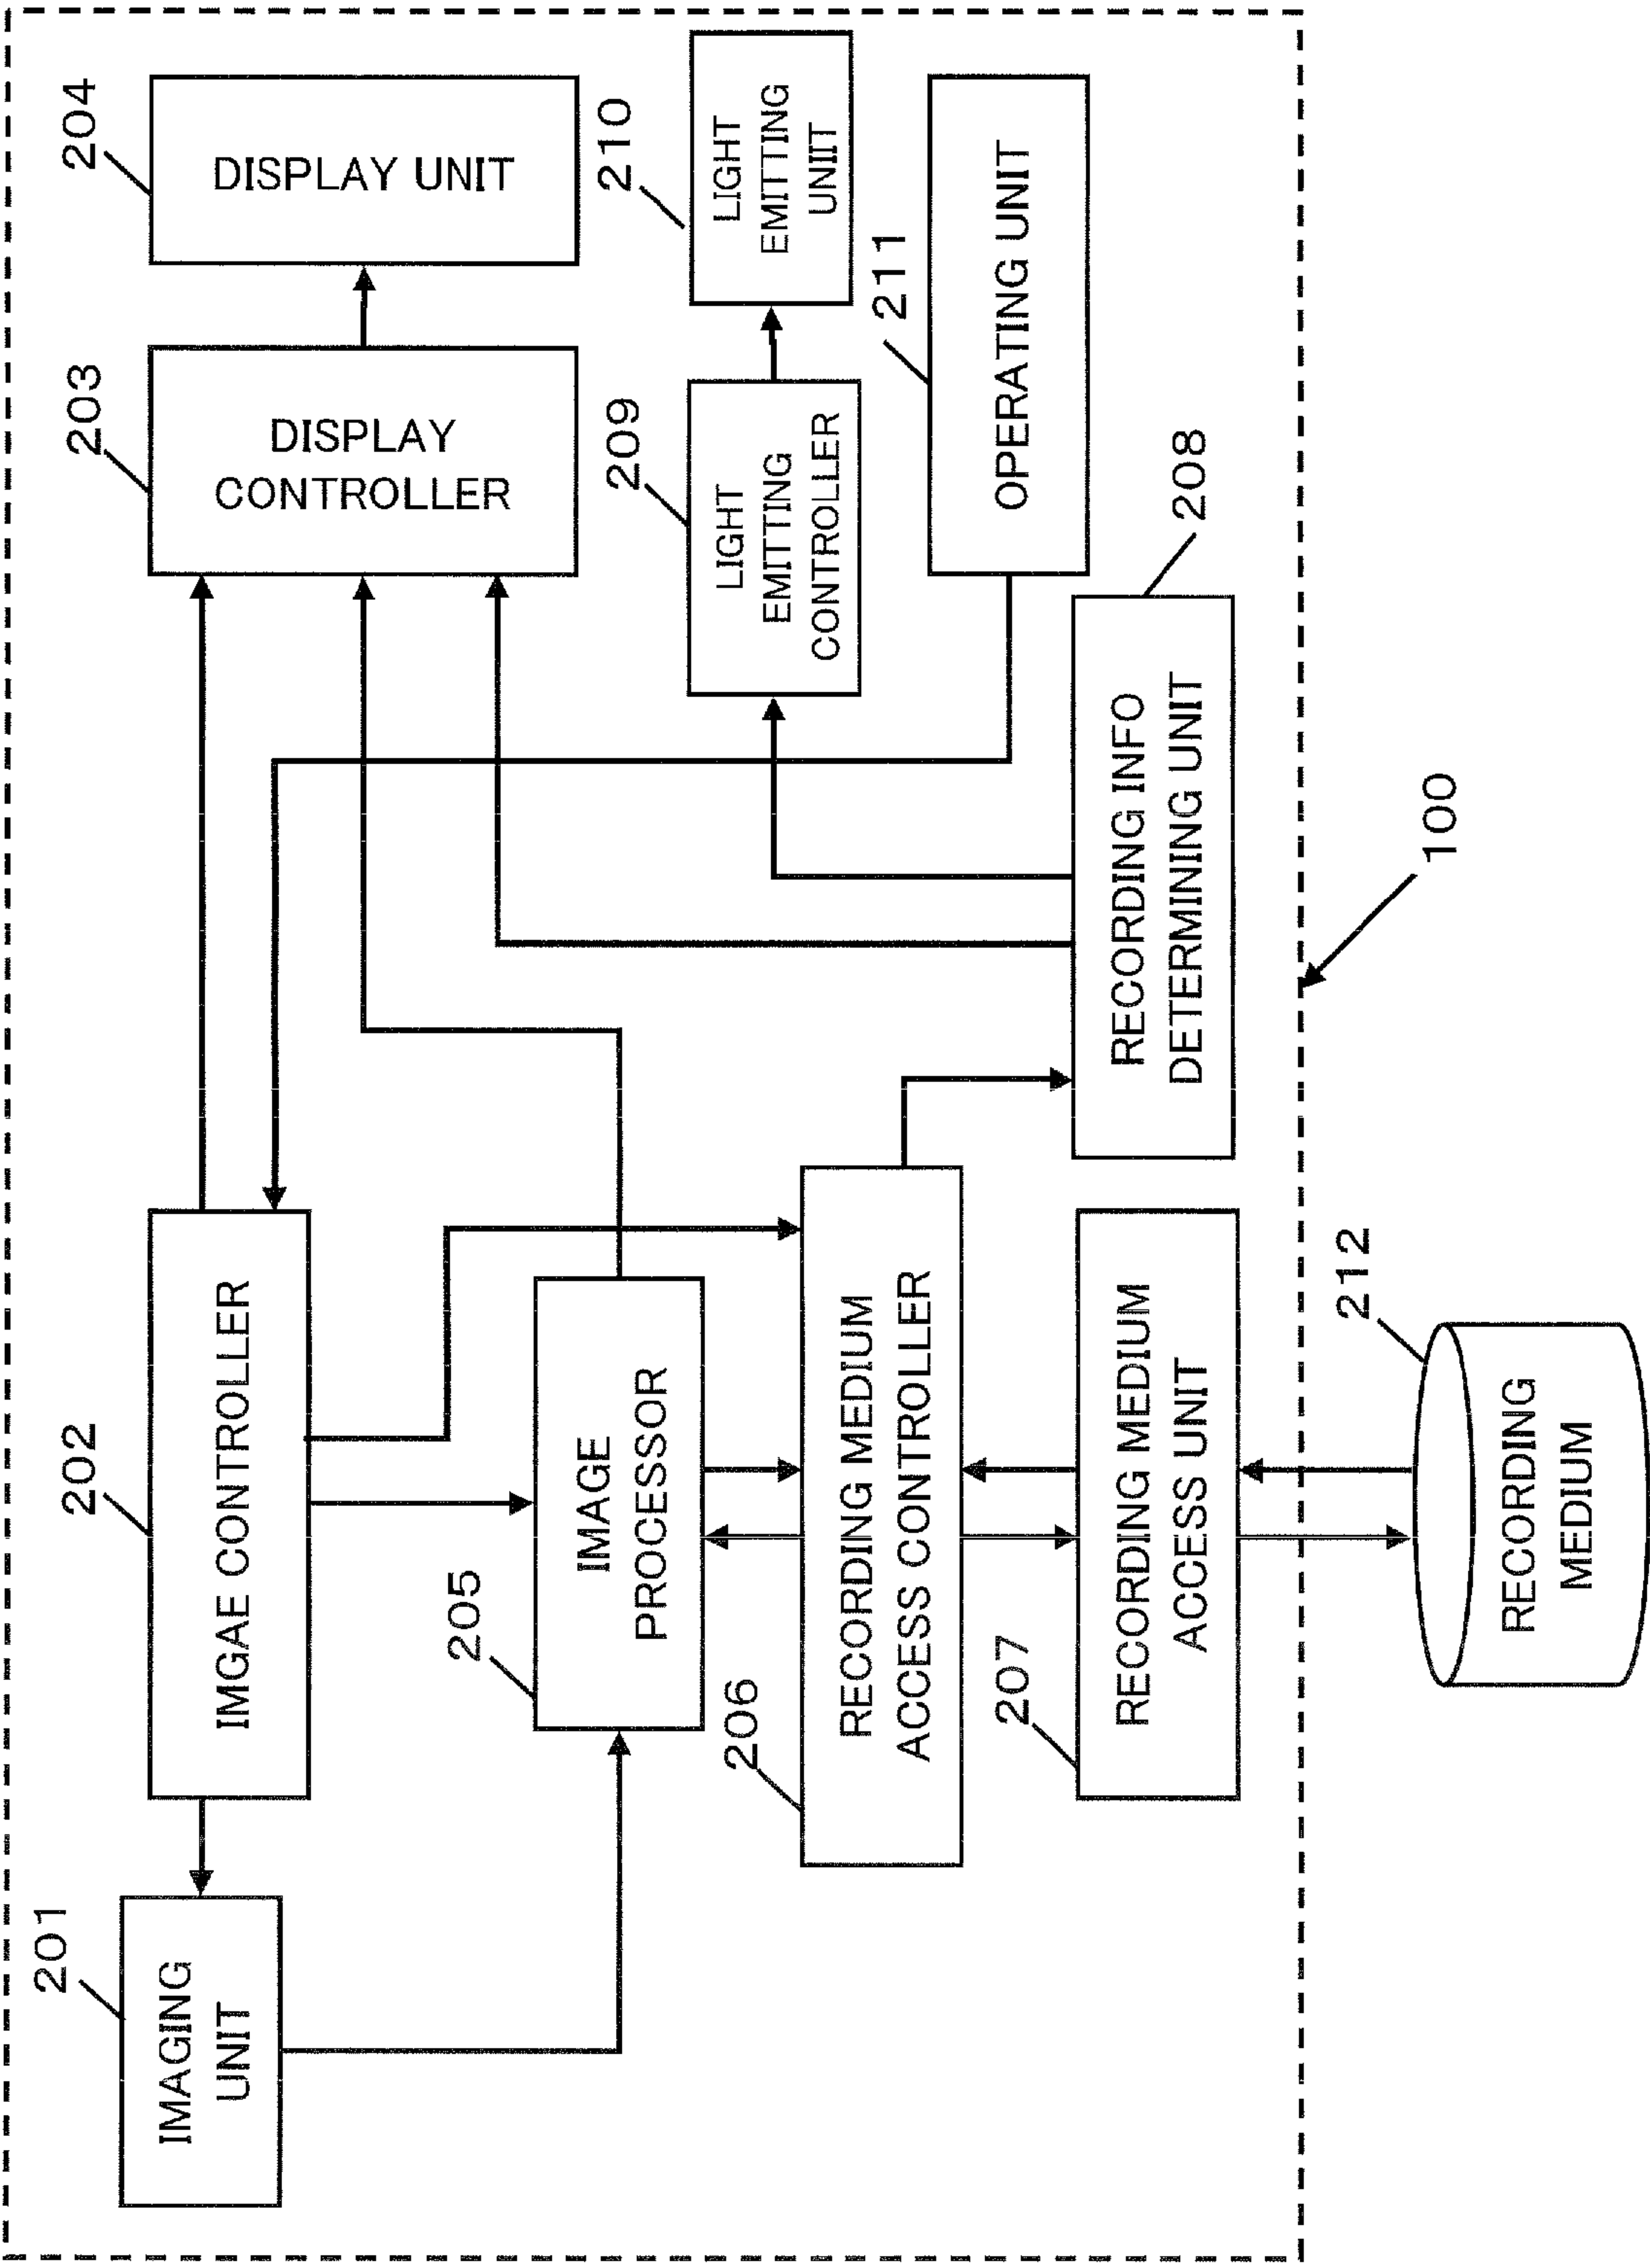 201
IMAGING
UNIT
202
IMGAE CONTROLLER
203
DISPLAY
CONTROLLER
204
DISPLAY UNIT
205
IMAGE
PROCESSOR
209
LIGHT
EMITTING
CONTROLLER
210
LIGHT
EMITTING
UNIIT
206
RECORDING MEDIUM
ACCESS CONTROLLER
211
OPERATING UNIT
207
RECORDING MEDIUM
ACCESS UNIT
208
RECORDING INFO
DETERMINING UNIT
212
RECORDING
MEDIUM
100